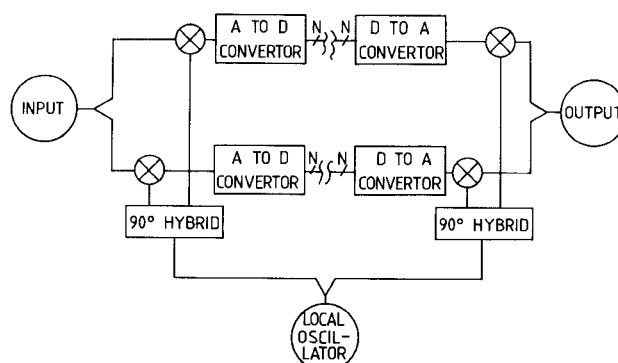 A TO D
CONVERTOR
N N
D TO A
CONVERTOR
INPUT
OUTPUT
A TO D
CONVERTOR
N N
D TO A
CONVERTOR
90° HYBRID
90° HYBRID
LOCAL
OSCIL-
LATOR